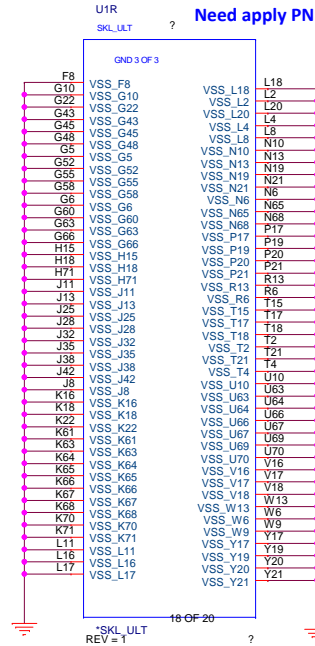 U1R
Need apply PN
SKL_ULT
?
GND 3 OF 3
F8 VSS_F8
G10 VSS_G10
G22 VSS_G22
G43 VSS_G43
G45 VSS_G45
G48 VSS_G48
G5 VSS_G5
G52 VSS_G52
G55 VSS_G55
G58 VSS_G58
G6 VSS_G6
G60 VSS_G60
G63 VSS_G63
G66 VSS_G66
H15 VSS_H15
H18 VSS_H18
H71 VSS_H71
J11 VSS_J11
J13 VSS_J13
J25 VSS_J25
J28 VSS_J28
J32 VSS_J32
J35 VSS_J35
J38 VSS_J38
J42 VSS_J42
J8 VSS_J8
K16 VSS_K16
K18 VSS_K18
K22 VSS_K22
K61 VSS_K61
K63 VSS_K63
K64 VSS_K64
K65 VSS_K65
K66 VSS_K66
K67 VSS_K67
K68 VSS_K68
K70 VSS_K70
K71 VSS_K71
L11 VSS_L11
L16 VSS_L16
L17 VSS_L17
VSS_L18 L18
VSS_L2 L2
VSS_L20 L20
VSS_L4 L4
VSS_L8 L8
VSS_N10 N10
VSS_N13 N13
VSS_N19 N19
VSS_N21 N21
VSS_N6 N6
VSS_N65 N65
VSS_N68 N68
VSS_P17 P17
VSS_P19 P19
VSS_P20 P20
VSS_P21 P21
VSS_R13 R13
VSS_R6 R6
VSS_T15 T15
VSS_T17 T17
VSS_T18 T18
VSS_T2 T2
VSS_T21 T21
VSS_T4 T4
VSS_U10 U10
VSS_U63 U63
VSS_U64 U64
VSS_U66 U66
VSS_U67 U67
VSS_U69 U69
VSS_U70 U70
VSS_V16 V16
VSS_V17 V17
VSS_V18 V18
VSS_W13 W13
VSS_W6 W6
VSS_W9 W9
VSS_Y17 Y17
VSS_Y19 Y19
VSS_Y20 Y20
VSS_Y21 Y21
18 OF 20
*SKL_ULT
REV = 1
?